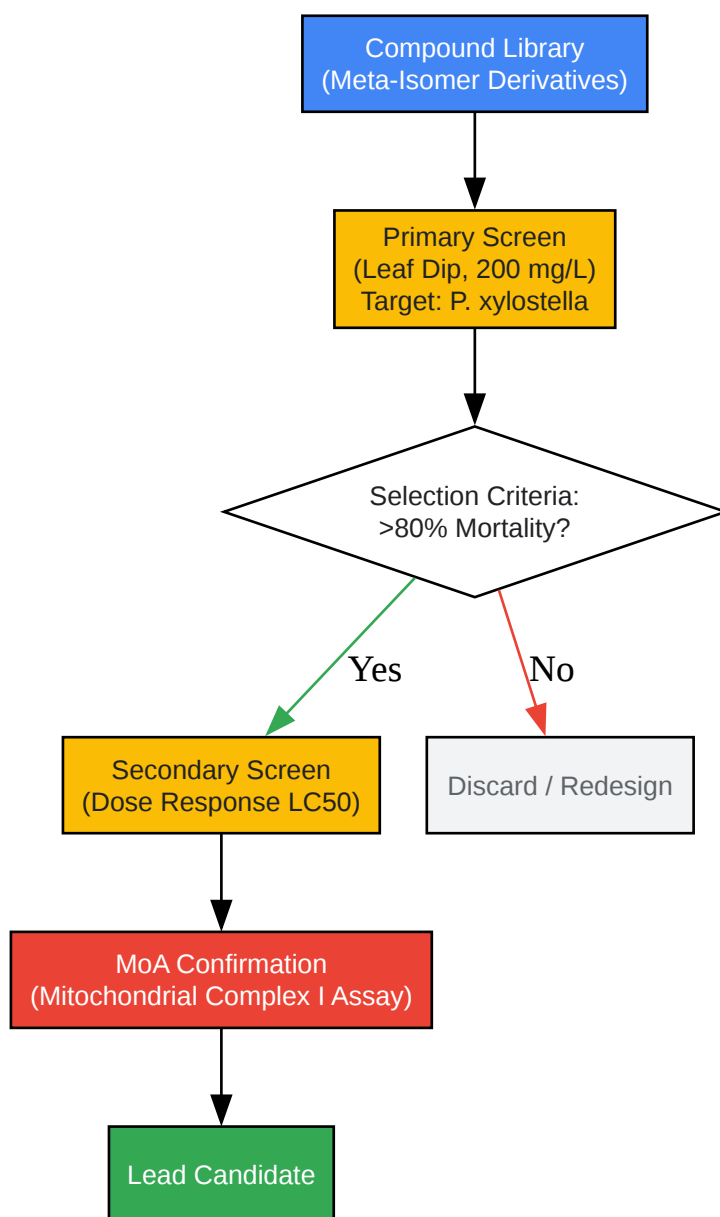 Compound Library
(Meta-Isomer Derivatives)
Primary Screen
(Leaf Dip, 200 mg/L)
Target: P. xylostella
Selection Criteria:
>80% Mortality?
Yes
No
Secondary Screen
(Dose Response LC50)
Discard / Redesign
MoA Confirmation
(Mitochondrial Complex I Assay)
Lead Candidate